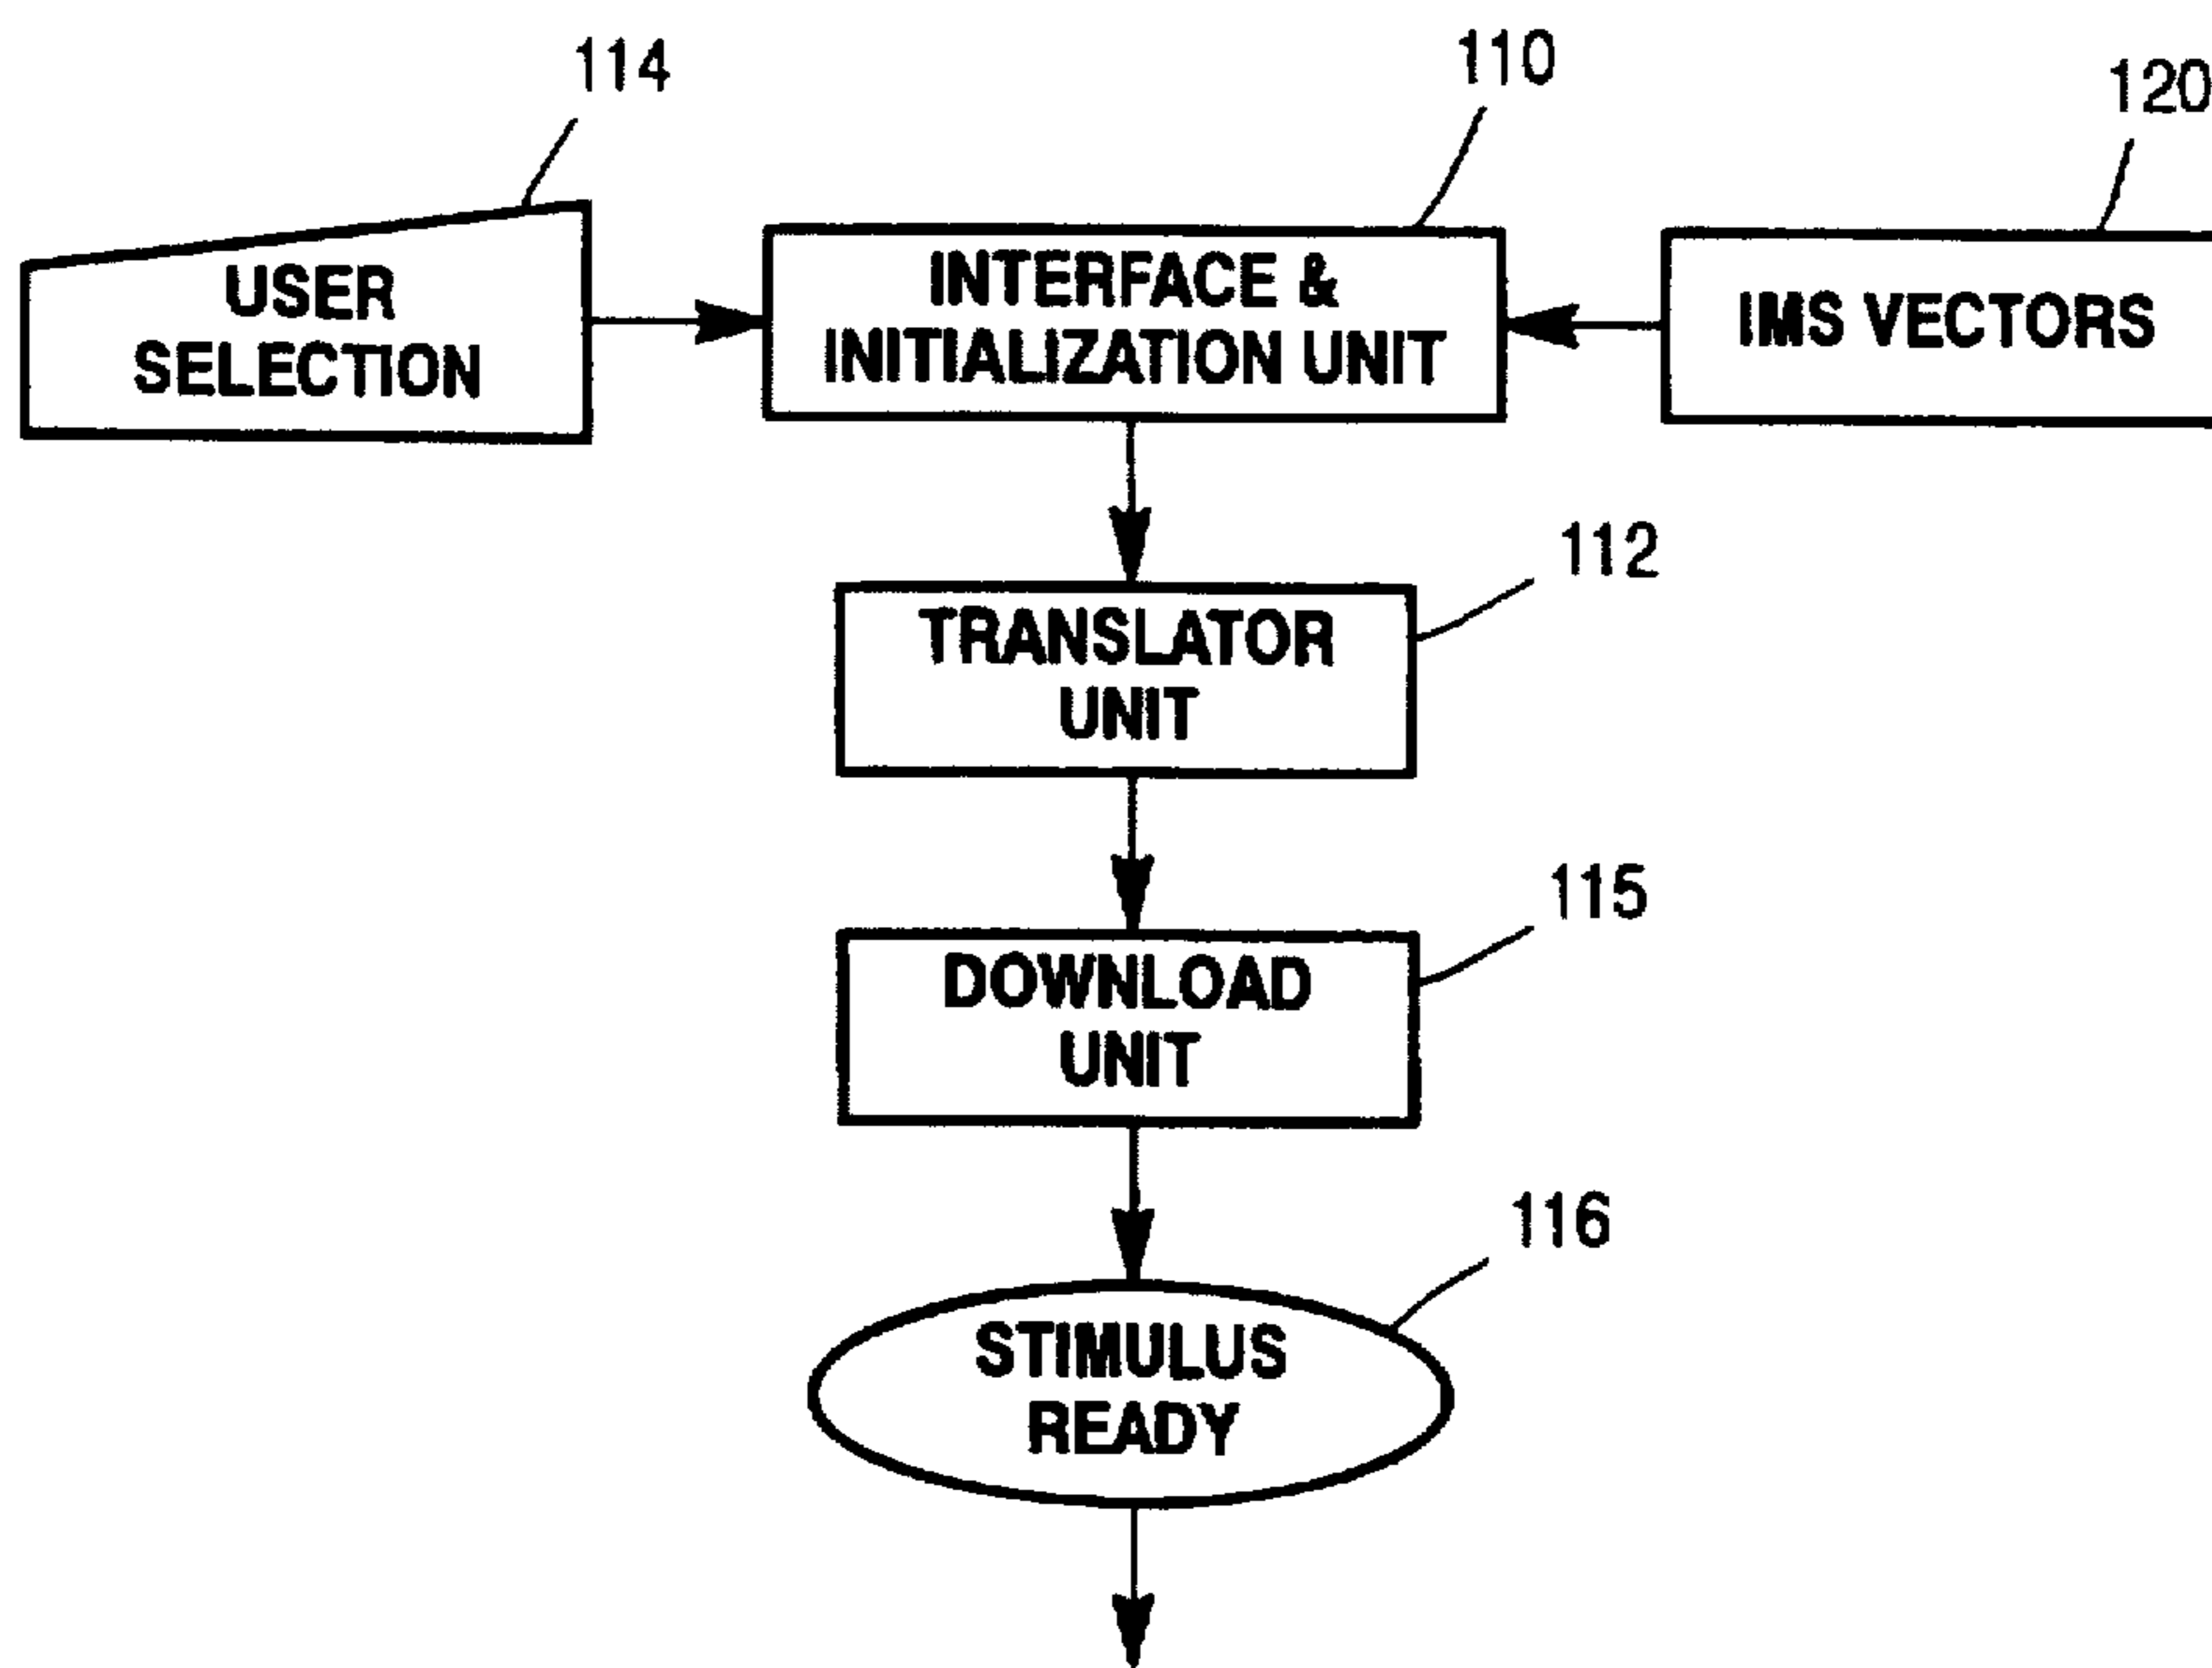 114
110
120
USER
SELECTION
INTERFACE &
INITIALIZATION UNIT
IMS VECTORS
112
TRANSLATOR
UNIT
115
DOWNLOAD
UNIT
116
STIMULUS
READY